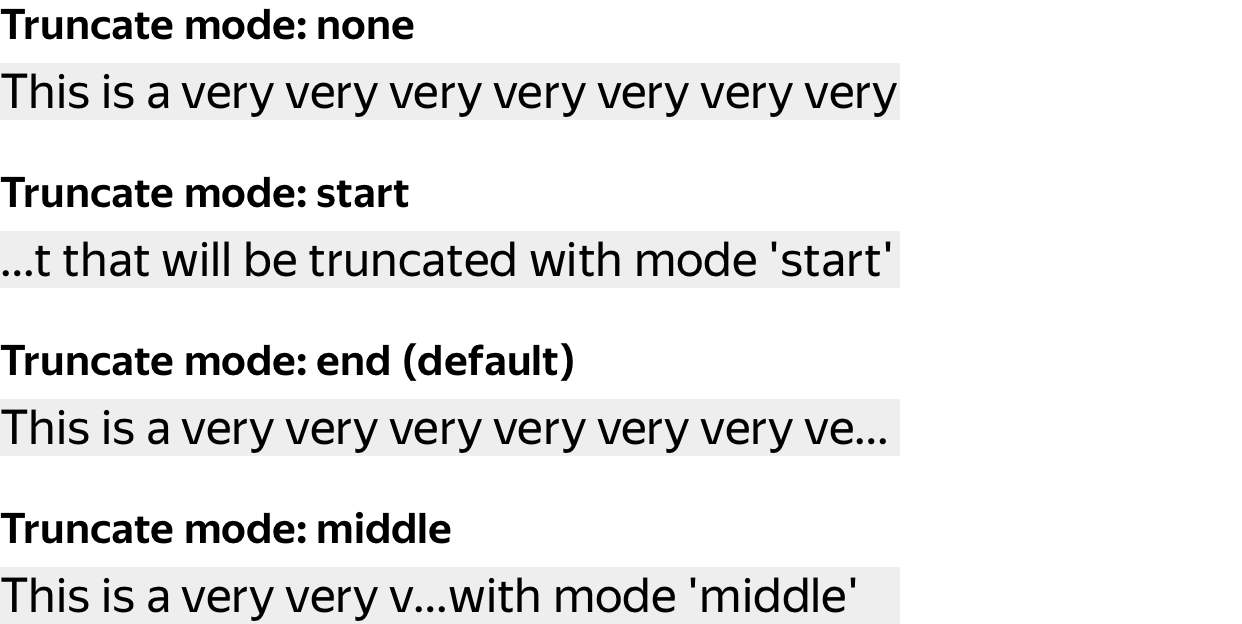 Truncate mode: none
This is a very very very very very very very
Truncate mode: start
...t that will be truncated with mode 'start'
Truncate mode: end (default)
This is a very very very very very very ve...
Truncate mode: middle
This is a very very v...with mode 'middle'